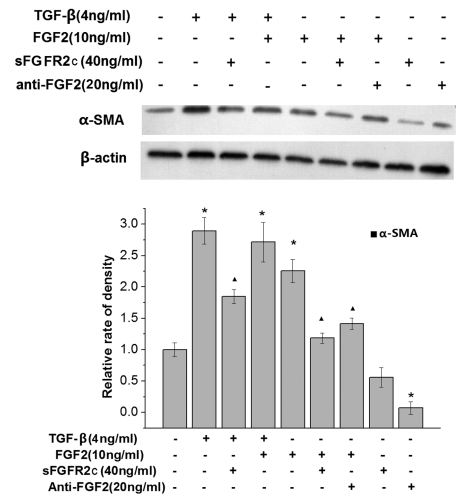 TGF-β(4ng/ml) - + + + - - - - -
FGF2(10ng/ml) - - - + + + + - -
sFGFR2c(40ng/ml) - - + - - + - + -
anti-FGF2(20ng/ml) - - - - - - + - +
α-SMA
β-actin
Relative rate of density
3.0
2.5
2.0
1.5
1.0
0.5
0.0
* ▲ * * ▲ ▲ *
■ α-SMA
TGF-β(4ng/ml) - + + + - - - - -
FGF2(10ng/ml) - - - + + + + - -
sFGFR2c(40ng/ml) - - + - - + - + -
Anti-FGF2(20ng/ml) - - - - - - + - +